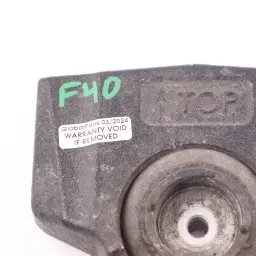 F40
TOP
GlobalParts 03/2024
WARRANTY VOID
IF REMOVED